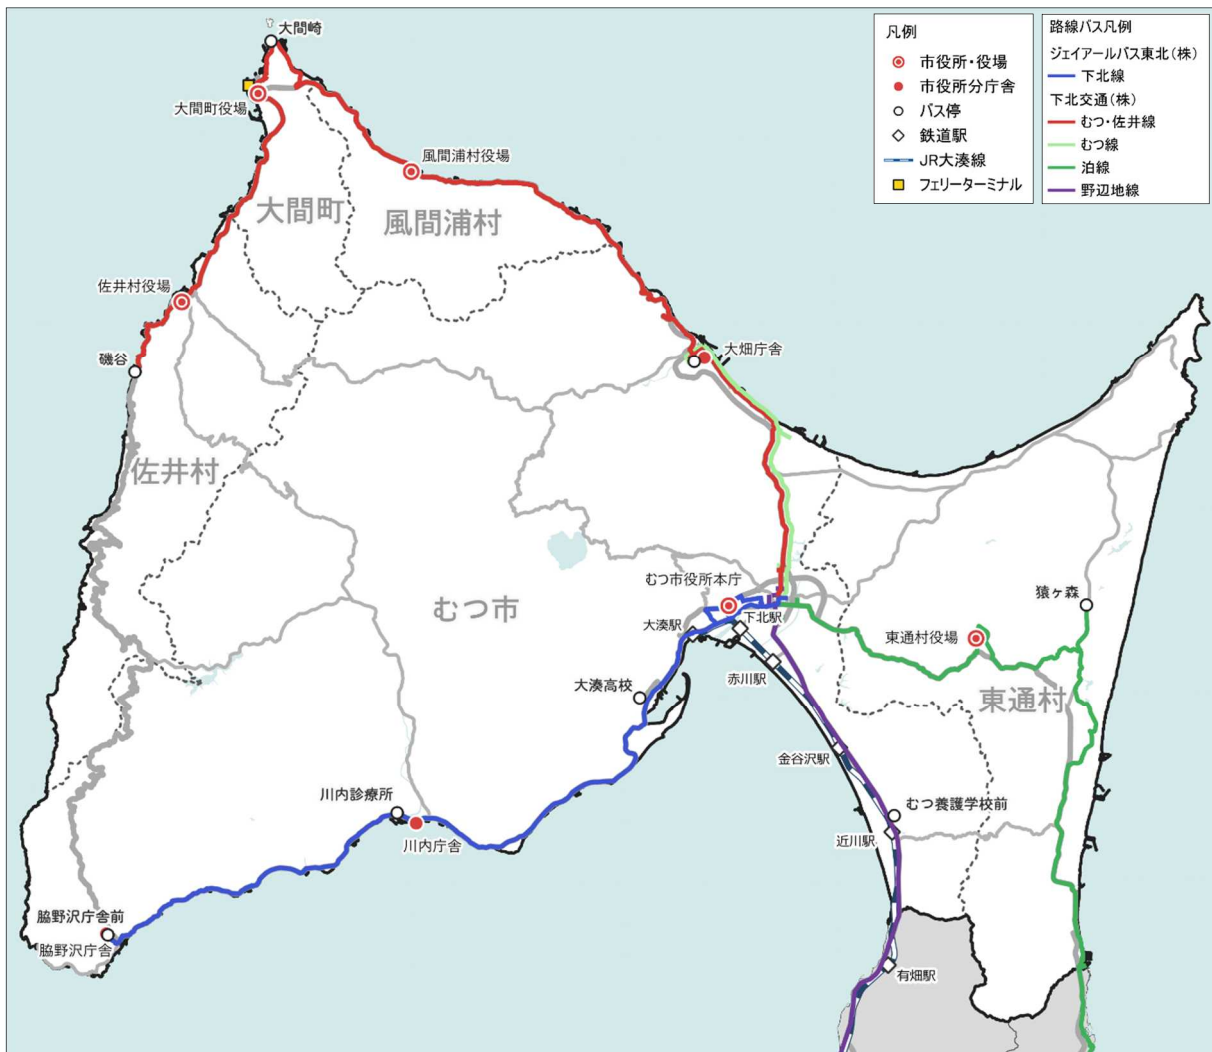 大間崎
大間町役場
風間浦村役場
大間町
風間浦村
佐井村役場
磯谷
大畑庁舎
佐井村
むつ市
むつ市役所本庁
下北駅
大湊駅
赤川駅
大湊高校
猿ヶ森
東通村役場
東通村
金谷沢駅
川内診療所
川内庁舎
むつ養護学校前
近川駅
脇野沢庁舎前
脇野沢庁舎
有畑駅
凡例
市役所・役場
市役所分庁舎
バス停
鉄道駅
JR大湊線
フェリーターミナル
路線バス凡例
ジェイアールバス東北(株)
下北線
下北交通(株)
むつ・佐井線
むつ線
泊線
野辺地線